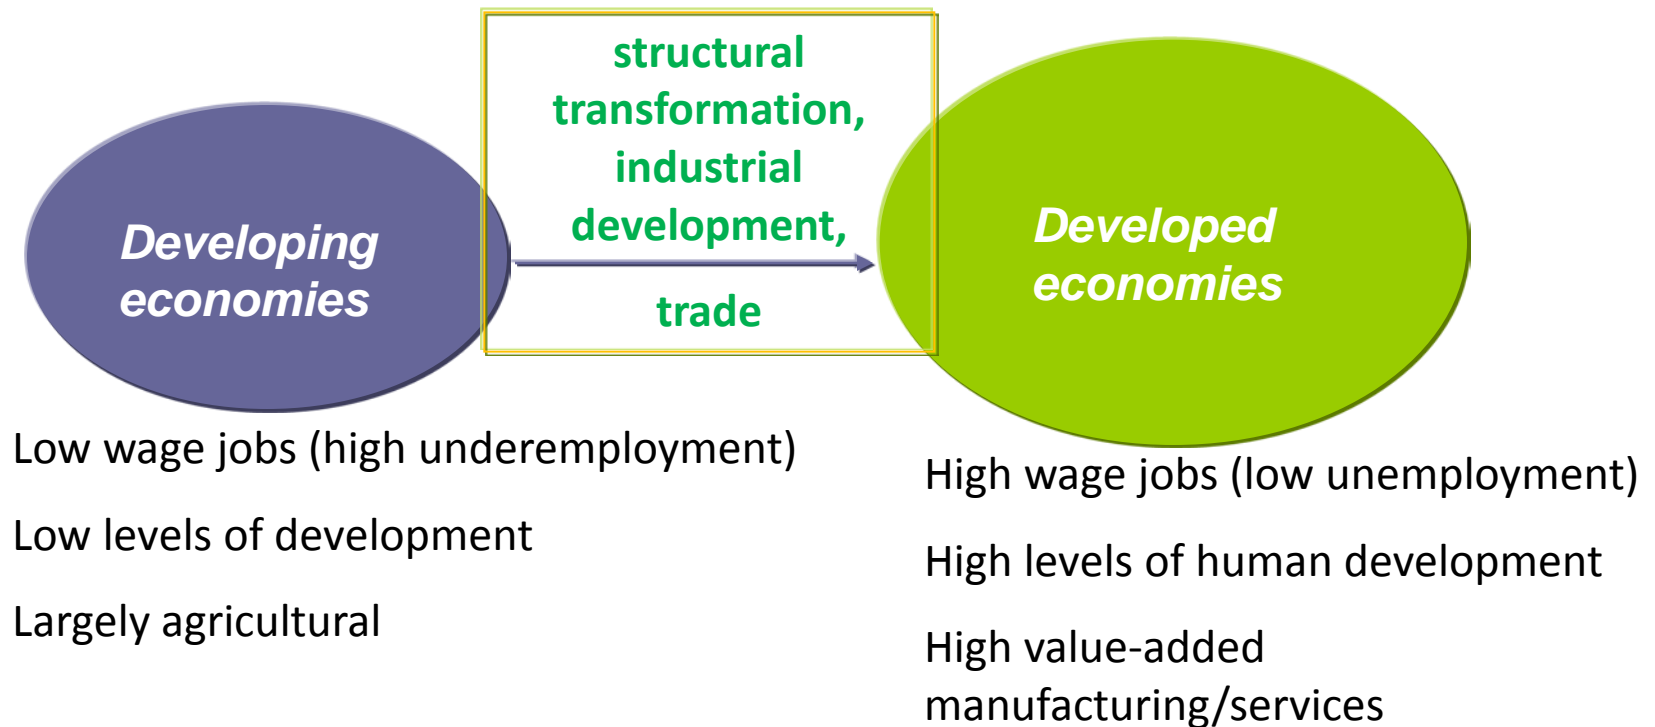 structural
transformation,
industrial
development,
trade
Developing
economies
Developed
economies
Low wage jobs (high underemployment)
Low levels of development
Largely agricultural
High wage jobs (low unemployment)
High levels of human development
High value-added
manufacturing/services